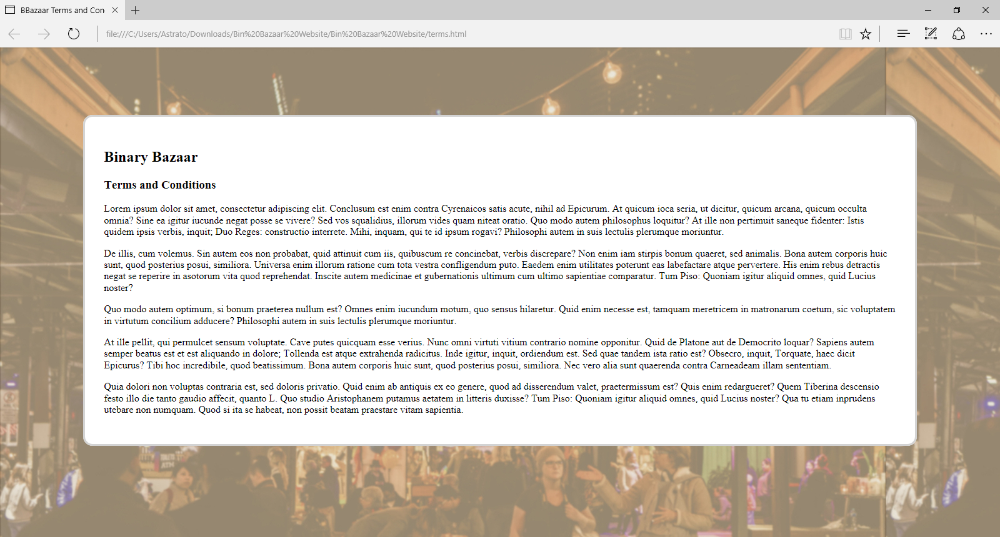 BBazaar Terms and Con
file:///C:/Users/Astrato/Downloads/Bin%20Bazaar%20Website/Bin%20Bazaar%20Website/terms.html
Binary Bazaar
Terms and Conditions
Lorem ipsum dolor sit amet, consectetur adipiscing elit. Conclusum est enim contra Cyrenaicos satis acute, nihil ad Epicurum. At quicum ioca seria, ut dicitur, quicum arcana, quicum occulta
omnia? Sine ea igitur iucunde negat posse se vivere? Sed vos squalidius, illorum vides quam niteat oratio. Quo modo autem philosophus loquitur? At ille non pertimuit saneque fidenter: Istis
quidem ipsis verbis, inquit; Duo Reges: constructio interrete. Mihi, inquam, qui te id ipsum rogavi? Philosophi autem in suis lectulis plerumque moriuntur.
De illis, cum volemus. Sin autem eos non probabat, quid attinuit cum iis, quibuscum re concinebat, verbis discrepare? Non enim iam stirpis bonum quaeret, sed animalis. Bona autem corporis huic
sunt, quod posterius posui, similiora. Universa enim illorum ratione cum tota vestra confligendum puto. Eaedem enim utilitates poterunt eas labefactare atque pervertere. His enim rebus detractis
negat se reperire in asotorum vita quod reprehendat. Inscite autem medicinae et gubernationis ultimum cum ultimo sapientiae comparatur. Tum Piso: Quoniam igitur aliquid omnes, quid Lucius
noster?
Quo modo autem optimum, si bonum praeterea nullum est? Omnes enim iucundum motum, quo sensus hilaretur. Quid enim necesse est, tamquam meretricem in matronarum coetum, sic voluptatem
in virtutum concilium adducere? Philosophi autem in suis lectulis plerumque moriuntur.
At ille pellit, qui permulcet sensum voluptate. Cave putes quicquam esse verius. Nunc omni virtuti vitium contrario nomine opponitur. Quid de Platone aut de Democrito loquar? Sapiens autem
semper beatus est et est aliquando in dolore; Tollenda est atque extrahenda radicitus. Inde igitur, inquit, ordiendum est. Sed quae tandem ista ratio est? Obsecro, inquit, Torquate, haec dicit
Epicurus? Tibi hoc incredibile, quod beatissimum. Bona autem corporis huic sunt, quod posterius posui, similiora. Nec vero alia sunt quaerenda contra Carneadeam illam sententiam.
Quia dolori non voluptas contraria est, sed doloris privatio. Quid enim ab antiquis ex eo genere, quod ad disserendum valet, praetermissum est? Quis enim redargueret? Quem Tiberina descensio
festo illo die tanto gaudio affecit, quanto L. Quo studio Aristophanem putamus aetatem in litteris duxisse? Tum Piso: Quoniam igitur aliquid omnes, quid Lucius noster? Qua tu etiam inprudens
utebare non numquam. Quod si ita se habeat, non possit beatam praestare vitam sapientia.